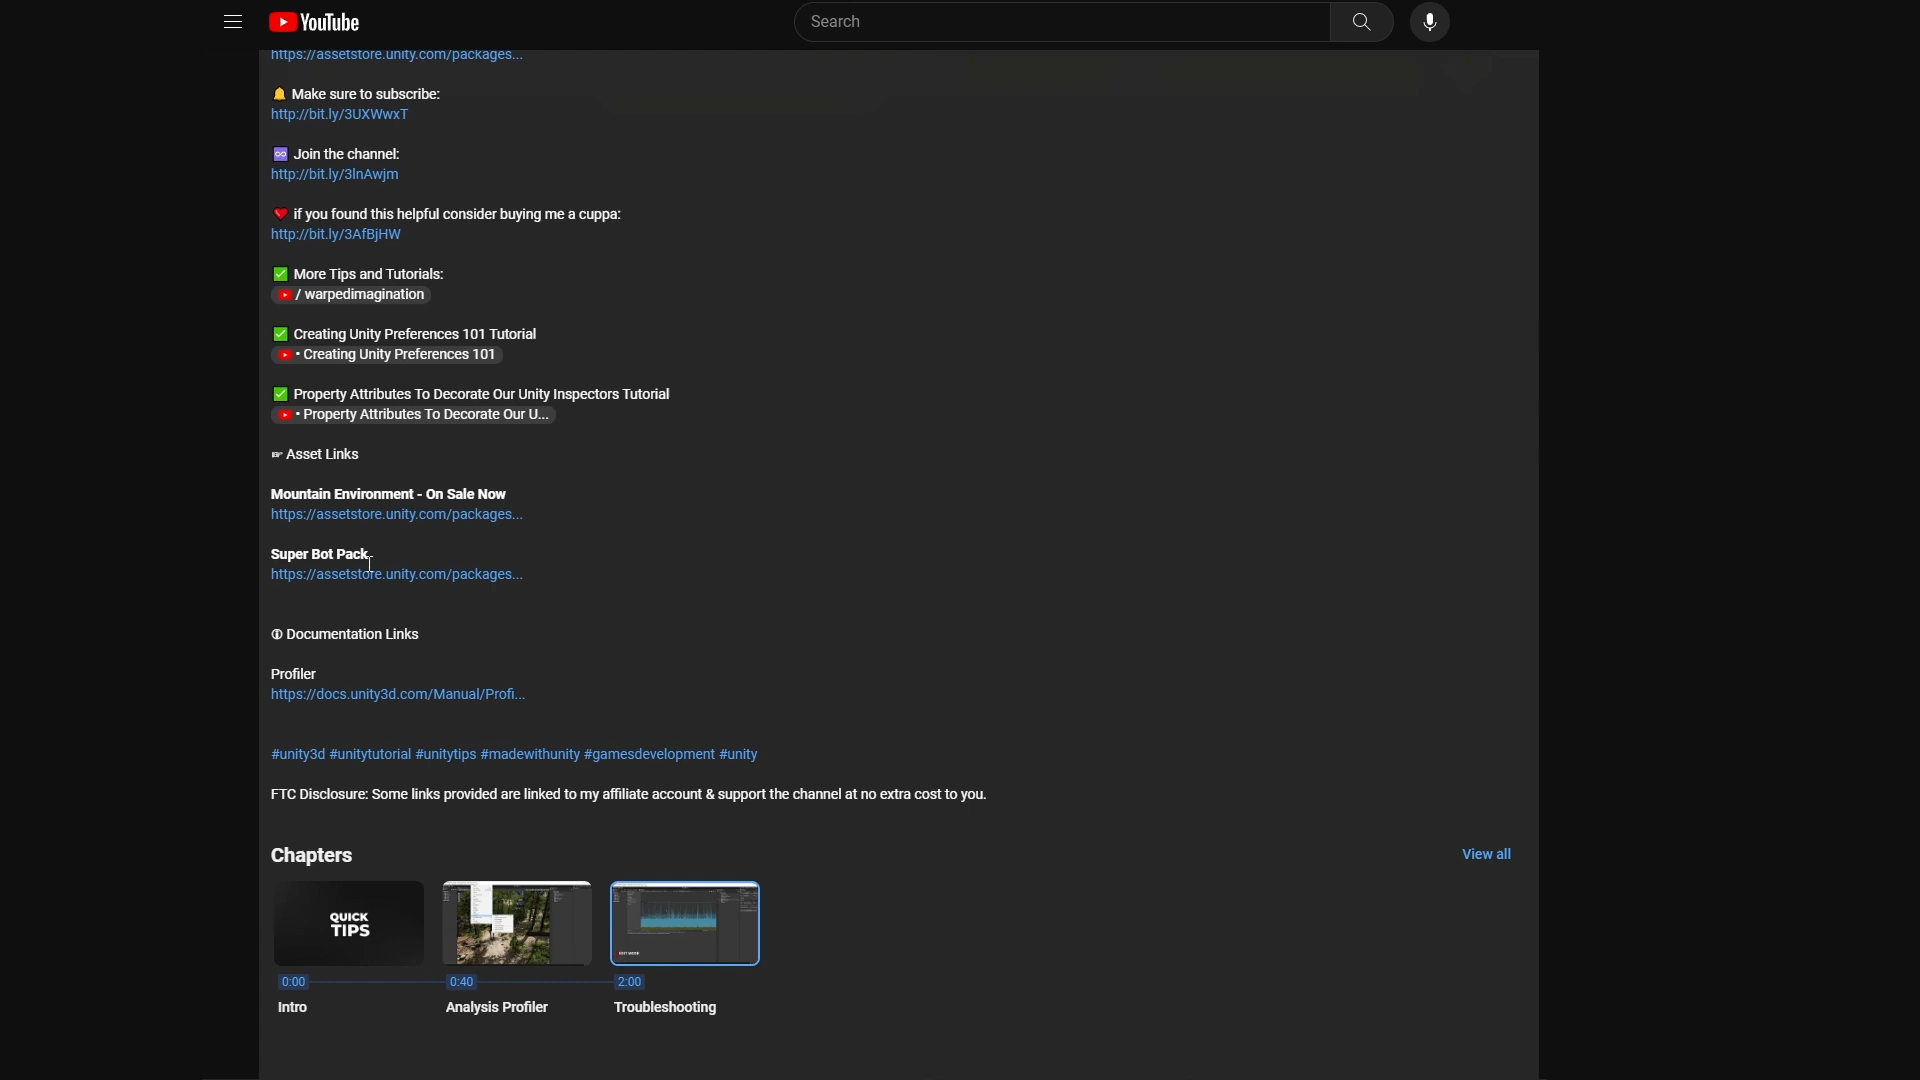 YouTube
Search
https://assetstore.unity.com/packages...
🔔 Make sure to subscribe:
http://bit.ly/3UXWwxT
♾️ Join the channel:
http://bit.ly/3lnAwjm
❤️ if you found this helpful consider buying me a cuppa:
http://bit.ly/3AfBjHW
✅ More Tips and Tutorials:
/ warpedimagination
✅ Creating Unity Preferences 101 Tutorial
• Creating Unity Preferences 101
✅ Property Attributes To Decorate Our Unity Inspectors Tutorial
• Property Attributes To Decorate Our U...
☞ Asset Links
Mountain Environment - On Sale Now
https://assetstore.unity.com/packages...
Super Bot Pack
https://assetstore.unity.com/packages...
🛈 Documentation Links
Profiler
https://docs.unity3d.com/Manual/Profi...
#unity3d #unitytutorial #unitytips #madewithunity #gamesdevelopment #unity
FTC Disclosure: Some links provided are linked to my affiliate account & support the channel at no extra cost to you.
Chapters
View all
QUICK
TIPS
0:00
0:40
2:00
Intro
Analysis Profiler
Troubleshooting